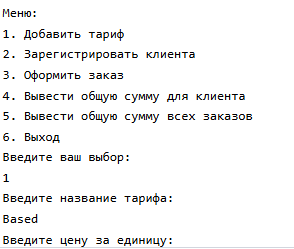 Меню:
1. Добавить тариф
2. Зарегистрировать клиента
3. Оформить заказ
4. Вывести общую сумму для клиента
5. Вывести общую сумму всех заказов
6. Выход
Введите ваш выбор:
1
Введите название тарифа:
Based
Введите цену за единицу: